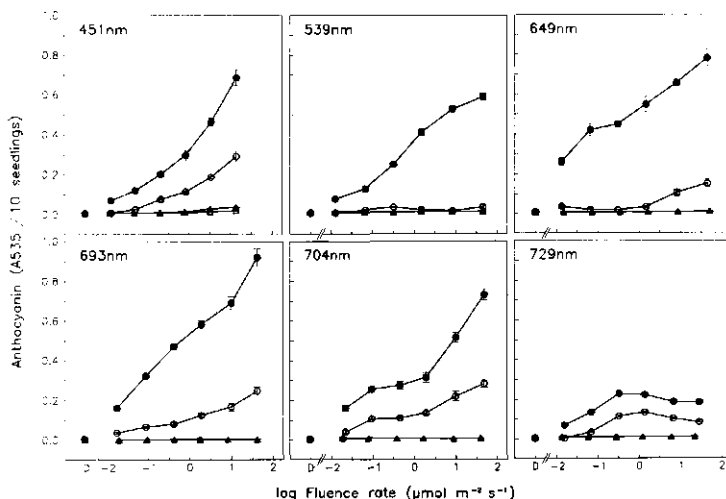 451nm
539nm
649nm
1.0
0.8
0.6
0.4
0.2
0.0
693nm
704nm
729nm
0.8
0.6
0.4
0.2
0.0
D -2 -1 0 1 2
D -2 -1 0 1 2
D -2 -1 0 1 2
Anthocyanin (A535 / 10 seedlings)
log Fluence rate (μmol m⁻² s⁻¹)